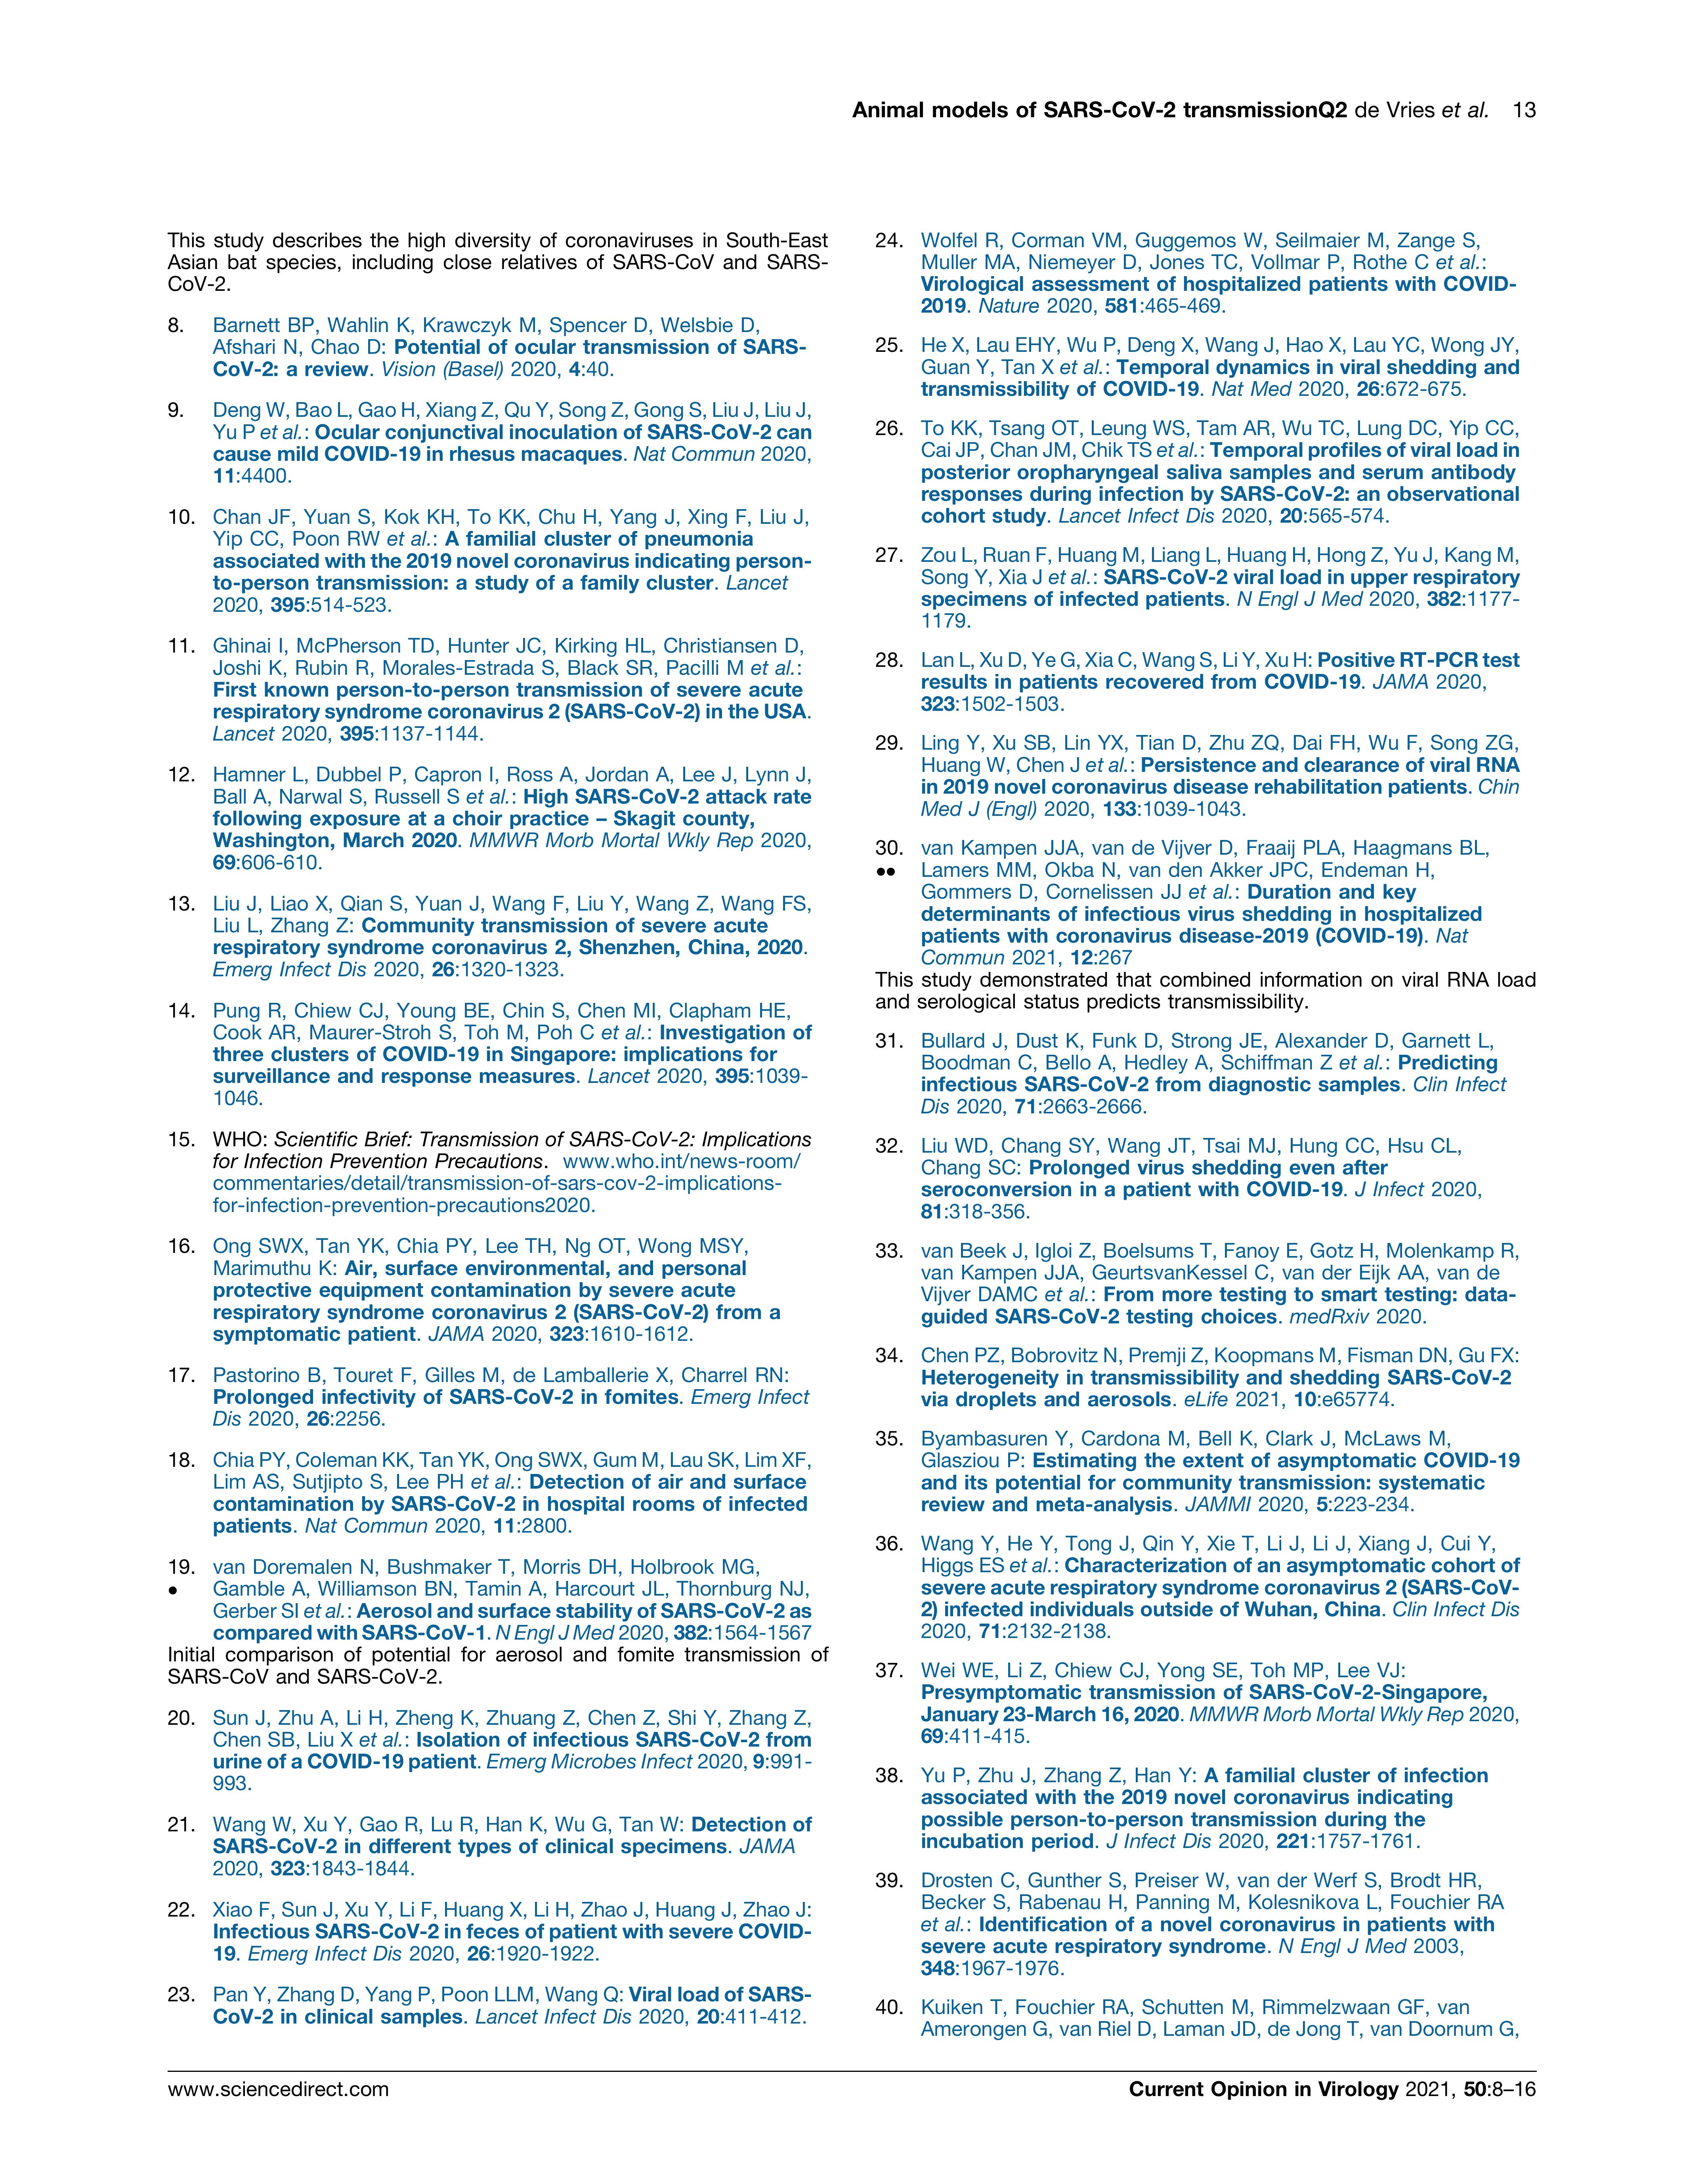 Animal models of SARS-CoV-2 transmissionQ2 de Vries et al. 13
This study describes the high diversity of coronaviruses in South-East
Asian bat species, including close relatives of SARS-CoV and SARS-
CoV-2.
8. Barnett BP, Wahlin K, Krawczyk M, Spencer D, Welsbie D,
Afshari N, Chao D: Potential of ocular transmission of SARS-
CoV-2: a review. Vision (Basel) 2020, 4:40.
9. Deng W, Bao L, Gao H, Xiang Z, Qu Y, Song Z, Gong S, Liu J, Liu J,
Yu P et al.: Ocular conjunctival inoculation of SARS-CoV-2 can
cause mild COVID-19 in rhesus macaques. Nat Commun 2020,
11:4400.
10. Chan JF, Yuan S, Kok KH, To KK, Chu H, Yang J, Xing F, Liu J,
Yip CC, Poon RW et al.: A familial cluster of pneumonia
associated with the 2019 novel coronavirus indicating person-
to-person transmission: a study of a family cluster. Lancet
2020, 395:514-523.
11. Ghinai I, McPherson TD, Hunter JC, Kirking HL, Christiansen D,
Joshi K, Rubin R, Morales-Estrada S, Black SR, Pacilli M et al.:
First known person-to-person transmission of severe acute
respiratory syndrome coronavirus 2 (SARS-CoV-2) in the USA.
Lancet 2020, 395:1137-1144.
12. Hamner L, Dubbel P, Capron I, Ross A, Jordan A, Lee J, Lynn J,
Ball A, Narwal S, Russell S et al.: High SARS-CoV-2 attack rate
following exposure at a choir practice – Skagit county,
Washington, March 2020. MMWR Morb Mortal Wkly Rep 2020,
69:606-610.
13. Liu J, Liao X, Qian S, Yuan J, Wang F, Liu Y, Wang Z, Wang FS,
Liu L, Zhang Z: Community transmission of severe acute
respiratory syndrome coronavirus 2, Shenzhen, China, 2020.
Emerg Infect Dis 2020, 26:1320-1323.
14. Pung R, Chiew CJ, Young BE, Chin S, Chen MI, Clapham HE,
Cook AR, Maurer-Stroh S, Toh M, Poh C et al.: Investigation of
three clusters of COVID-19 in Singapore: implications for
surveillance and response measures. Lancet 2020, 395:1039-
1046.
15. WHO: Scientific Brief: Transmission of SARS-CoV-2: Implications
for Infection Prevention Precautions. www.who.int/news-room/
commentaries/detail/transmission-of-sars-cov-2-implications-
for-infection-prevention-precautions2020.
16. Ong SWX, Tan YK, Chia PY, Lee TH, Ng OT, Wong MSY,
Marimuthu K: Air, surface environmental, and personal
protective equipment contamination by severe acute
respiratory syndrome coronavirus 2 (SARS-CoV-2) from a
symptomatic patient. JAMA 2020, 323:1610-1612.
17. Pastorino B, Touret F, Gilles M, de Lamballerie X, Charrel RN:
Prolonged infectivity of SARS-CoV-2 in fomites. Emerg Infect
Dis 2020, 26:2256.
18. Chia PY, Coleman KK, Tan YK, Ong SWX, Gum M, Lau SK, Lim XF,
Lim AS, Sutjipto S, Lee PH et al.: Detection of air and surface
contamination by SARS-CoV-2 in hospital rooms of infected
patients. Nat Commun 2020, 11:2800.
19. van Doremalen N, Bushmaker T, Morris DH, Holbrook MG,
• Gamble A, Williamson BN, Tamin A, Harcourt JL, Thornburg NJ,
Gerber SI et al.: Aerosol and surface stability of SARS-CoV-2 as
compared with SARS-CoV-1. N Engl J Med 2020, 382:1564-1567
Initial comparison of potential for aerosol and fomite transmission of
SARS-CoV and SARS-CoV-2.
20. Sun J, Zhu A, Li H, Zheng K, Zhuang Z, Chen Z, Shi Y, Zhang Z,
Chen SB, Liu X et al.: Isolation of infectious SARS-CoV-2 from
urine of a COVID-19 patient. Emerg Microbes Infect 2020, 9:991-
993.
21. Wang W, Xu Y, Gao R, Lu R, Han K, Wu G, Tan W: Detection of
SARS-CoV-2 in different types of clinical specimens. JAMA
2020, 323:1843-1844.
22. Xiao F, Sun J, Xu Y, Li F, Huang X, Li H, Zhao J, Huang J, Zhao J:
Infectious SARS-CoV-2 in feces of patient with severe COVID-
19. Emerg Infect Dis 2020, 26:1920-1922.
23. Pan Y, Zhang D, Yang P, Poon LLM, Wang Q: Viral load of SARS-
CoV-2 in clinical samples. Lancet Infect Dis 2020, 20:411-412.
24. Wolfel R, Corman VM, Guggemos W, Seilmaier M, Zange S,
Muller MA, Niemeyer D, Jones TC, Vollmar P, Rothe C et al.:
Virological assessment of hospitalized patients with COVID-
2019. Nature 2020, 581:465-469.
25. He X, Lau EHY, Wu P, Deng X, Wang J, Hao X, Lau YC, Wong JY,
Guan Y, Tan X et al.: Temporal dynamics in viral shedding and
transmissibility of COVID-19. Nat Med 2020, 26:672-675.
26. To KK, Tsang OT, Leung WS, Tam AR, Wu TC, Lung DC, Yip CC,
Cai JP, Chan JM, Chik TS et al.: Temporal profiles of viral load in
posterior oropharyngeal saliva samples and serum antibody
responses during infection by SARS-CoV-2: an observational
cohort study. Lancet Infect Dis 2020, 20:565-574.
27. Zou L, Ruan F, Huang M, Liang L, Huang H, Hong Z, Yu J, Kang M,
Song Y, Xia J et al.: SARS-CoV-2 viral load in upper respiratory
specimens of infected patients. N Engl J Med 2020, 382:1177-
1179.
28. Lan L, Xu D, Ye G, Xia C, Wang S, Li Y, Xu H: Positive RT-PCR test
results in patients recovered from COVID-19. JAMA 2020,
323:1502-1503.
29. Ling Y, Xu SB, Lin YX, Tian D, Zhu ZQ, Dai FH, Wu F, Song ZG,
Huang W, Chen J et al.: Persistence and clearance of viral RNA
in 2019 novel coronavirus disease rehabilitation patients. Chin
Med J (Engl) 2020, 133:1039-1043.
30. van Kampen JJA, van de Vijver D, Fraaij PLA, Haagmans BL,
•• Lamers MM, Okba N, van den Akker JPC, Endeman H,
Gommers D, Cornelissen JJ et al.: Duration and key
determinants of infectious virus shedding in hospitalized
patients with coronavirus disease-2019 (COVID-19). Nat
Commun 2021, 12:267
This study demonstrated that combined information on viral RNA load
and serological status predicts transmissibility.
31. Bullard J, Dust K, Funk D, Strong JE, Alexander D, Garnett L,
Boodman C, Bello A, Hedley A, Schiffman Z et al.: Predicting
infectious SARS-CoV-2 from diagnostic samples. Clin Infect
Dis 2020, 71:2663-2666.
32. Liu WD, Chang SY, Wang JT, Tsai MJ, Hung CC, Hsu CL,
Chang SC: Prolonged virus shedding even after
seroconversion in a patient with COVID-19. J Infect 2020,
81:318-356.
33. van Beek J, Igloi Z, Boelsums T, Fanoy E, Gotz H, Molenkamp R,
van Kampen JJA, GeurtsvanKessel C, van der Eijk AA, van de
Vijver DAMC et al.: From more testing to smart testing: data-
guided SARS-CoV-2 testing choices. medRxiv 2020.
34. Chen PZ, Bobrovitz N, Premji Z, Koopmans M, Fisman DN, Gu FX:
Heterogeneity in transmissibility and shedding SARS-CoV-2
via droplets and aerosols. eLife 2021, 10:e65774.
35. Byambasuren Y, Cardona M, Bell K, Clark J, McLaws M,
Glasziou P: Estimating the extent of asymptomatic COVID-19
and its potential for community transmission: systematic
review and meta-analysis. JAMMI 2020, 5:223-234.
36. Wang Y, He Y, Tong J, Qin Y, Xie T, Li J, Li J, Xiang J, Cui Y,
Higgs ES et al.: Characterization of an asymptomatic cohort of
severe acute respiratory syndrome coronavirus 2 (SARS-CoV-
2) infected individuals outside of Wuhan, China. Clin Infect Dis
2020, 71:2132-2138.
37. Wei WE, Li Z, Chiew CJ, Yong SE, Toh MP, Lee VJ:
Presymptomatic transmission of SARS-CoV-2-Singapore,
January 23-March 16, 2020. MMWR Morb Mortal Wkly Rep 2020,
69:411-415.
38. Yu P, Zhu J, Zhang Z, Han Y: A familial cluster of infection
associated with the 2019 novel coronavirus indicating
possible person-to-person transmission during the
incubation period. J Infect Dis 2020, 221:1757-1761.
39. Drosten C, Gunther S, Preiser W, van der Werf S, Brodt HR,
Becker S, Rabenau H, Panning M, Kolesnikova L, Fouchier RA
et al.: Identification of a novel coronavirus in patients with
severe acute respiratory syndrome. N Engl J Med 2003,
348:1967-1976.
40. Kuiken T, Fouchier RA, Schutten M, Rimmelzwaan GF, van
Amerongen G, van Riel D, Laman JD, de Jong T, van Doornum G,
www.sciencedirect.com
Current Opinion in Virology 2021, 50:8–16